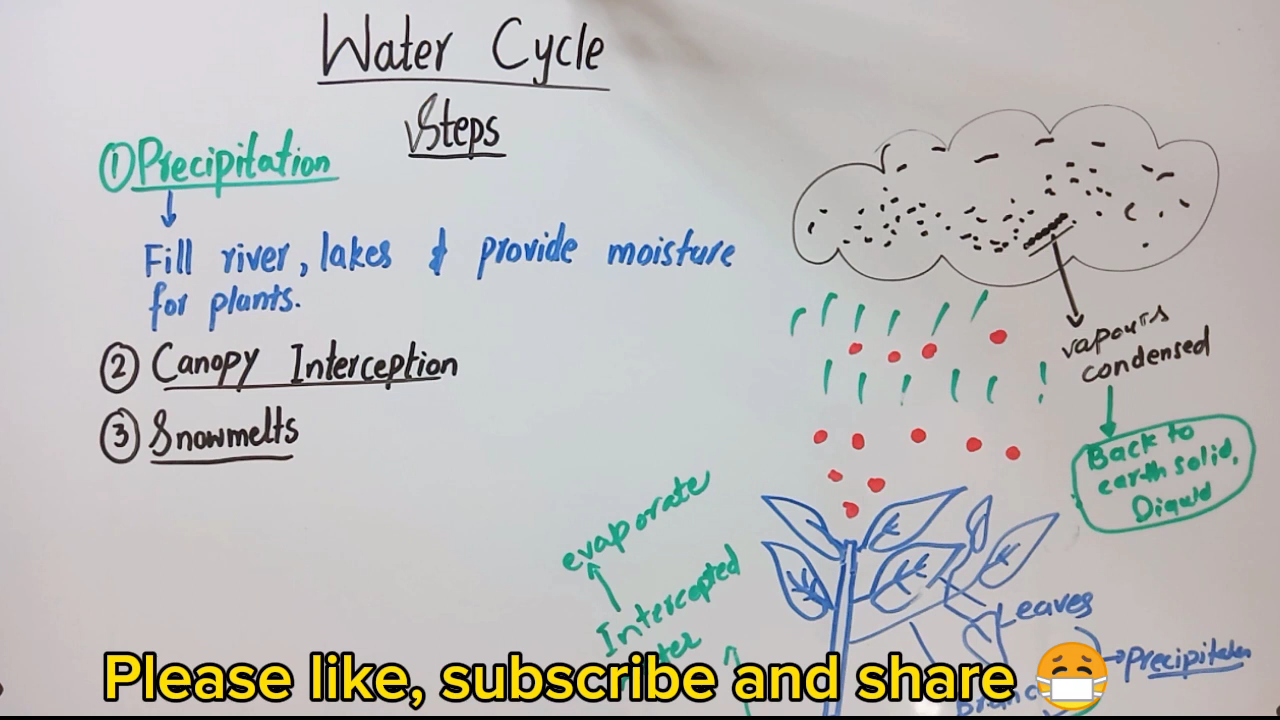 Water Cycle
Steps
① Precipitation
Fill river, lakes & provide moisture
for plants.
② Canopy Interception
③ Snowmelts
vapours
condensed
Back to
earth solid,
evaporate
Intercepted
Leaves
Precipitation
Please like, subscribe and share 😷